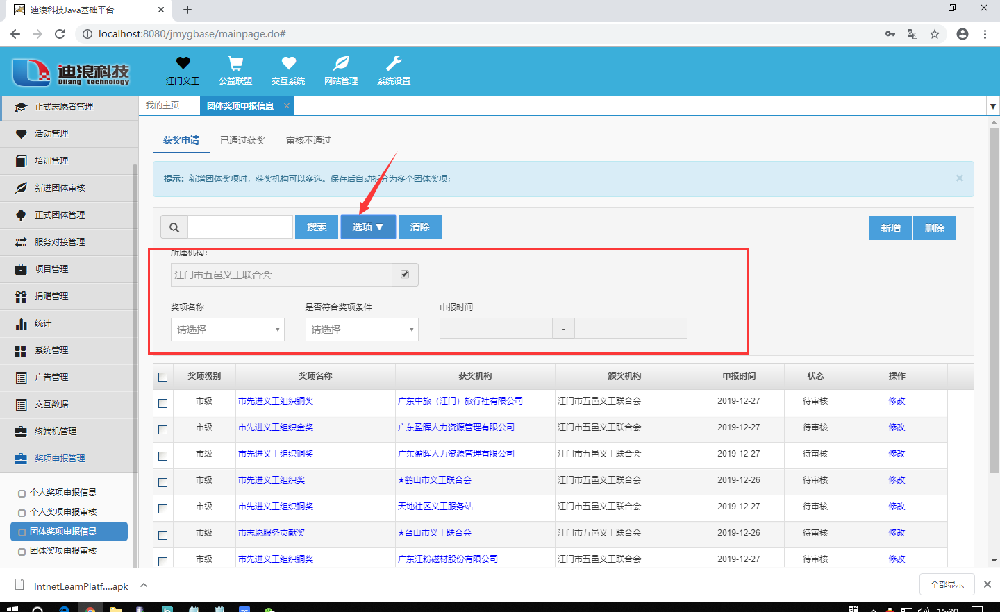 迪浪科技Java基础平台
localhost:8080/jmygbase/mainpage.do#
迪浪科技
Dilang technology
江门义工
公益联盟
交互系统
网站管理
系统设置
正式志愿者管理
活动管理
培训管理
新进团体审核
正式团体管理
服务对接管理
项目管理
捐赠管理
统计
系统管理
广告管理
交互数据
终端机管理
奖项申报管理
个人奖项申报信息
个人奖项申报审核
团体奖项申报信息
团体奖项申报审核
我的主页
团体奖项申报信息
获奖申请 已通过获奖 审核不通过
提示：新增团体奖项时，获奖机构可以多选。保存后自动拆分为多个团体奖项；
搜索 选项▼ 清除 新增 删除
所属机构：
江门市五邑义工联合会
奖项名称 是否符合奖项条件 申报时间
请选择 请选择 -
奖项级别 奖项名称 获奖机构 颁奖机构 申报时间 状态 操作
市级 市先进义工组织铜奖 广东中旅（江门）旅行社有限公司 江门市五邑义工联合会 2019-12-27 待审核 修改
市级 市先进义工组织金奖 广东盈晖人力资源管理有限公司 江门市五邑义工联合会 2019-12-27 待审核 修改
市级 市先进义工组织铜奖 广东盈晖人力资源管理有限公司 江门市五邑义工联合会 2019-12-27 待审核 修改
市级 市先进义工组织奖 ★鹤山市义工联合会 江门市五邑义工联合会 2019-12-26 待审核 修改
市级 市先进义工组织铜奖 天地社区义工服务站 江门市五邑义工联合会 2019-12-27 待审核 修改
市级 市志愿服务贡献奖 ★台山市义工联合会 江门市五邑义工联合会 2019-12-26 待审核 修改
市级 市先进义工组织铜奖 广东江粉磁材股份有限公司 江门市五邑义工联合会 2019-12-27 待审核 修改
IntnetLearnPlatf....apk
全部显示
15:30